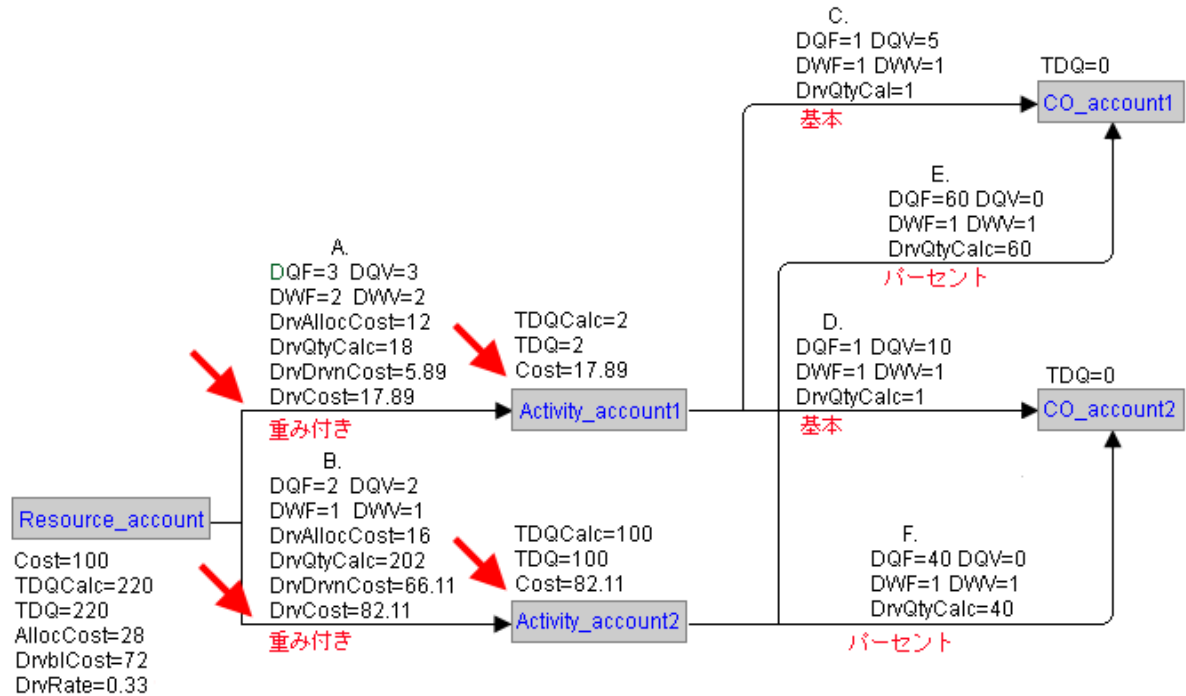 C.
DQF=1 DQV=5
DWF=1 DWV=1
DrvQtyCal=1
基本
TDQ=0
CO_account1
E.
DQF=60 DQV=0
DWF=1 DWV=1
DrvQtyCalc=60
パーセント
A.
DQF=3 DQV=3
DWF=2 DWV=2
DrvAllocCost=12
DrvQtyCalc=18
DrvDrvnCost=5.89
DrvCost=17.89
重み付き
TDQCalc=2
TDQ=2
Cost=17.89
Activity_account1
D.
DQF=1 DQV=10
DWF=1 DWV=1
DrvQtyCalc=1
基本
TDQ=0
CO_account2
B.
DQF=2 DQV=2
DWF=1 DWV=1
DrvAllocCost=16
DrvQtyCalc=202
DrvDrvnCost=66.11
DrvCost=82.11
重み付き
Resource_account
Cost=100
TDQCalc=220
TDQ=220
AllocCost=28
DrvblCost=72
DrvRate=0.33
TDQCalc=100
TDQ=100
Cost=82.11
Activity_account2
F.
DQF=40 DQV=0
DWF=1 DWV=1
DrvQtyCalc=40
パーセント